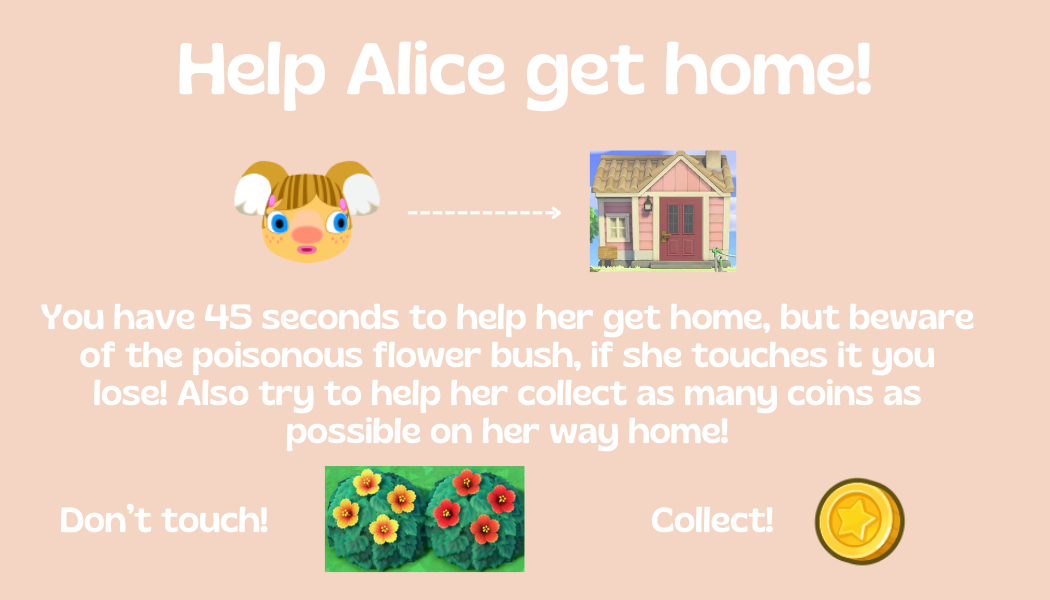 Help Alice get home!
You have 45 seconds to help her get home, but beware
of the poisonous flower bush, if she touches it you
lose! Also try to help her collect as many coins as
possible on her way home!
Don't touch!
Collect!